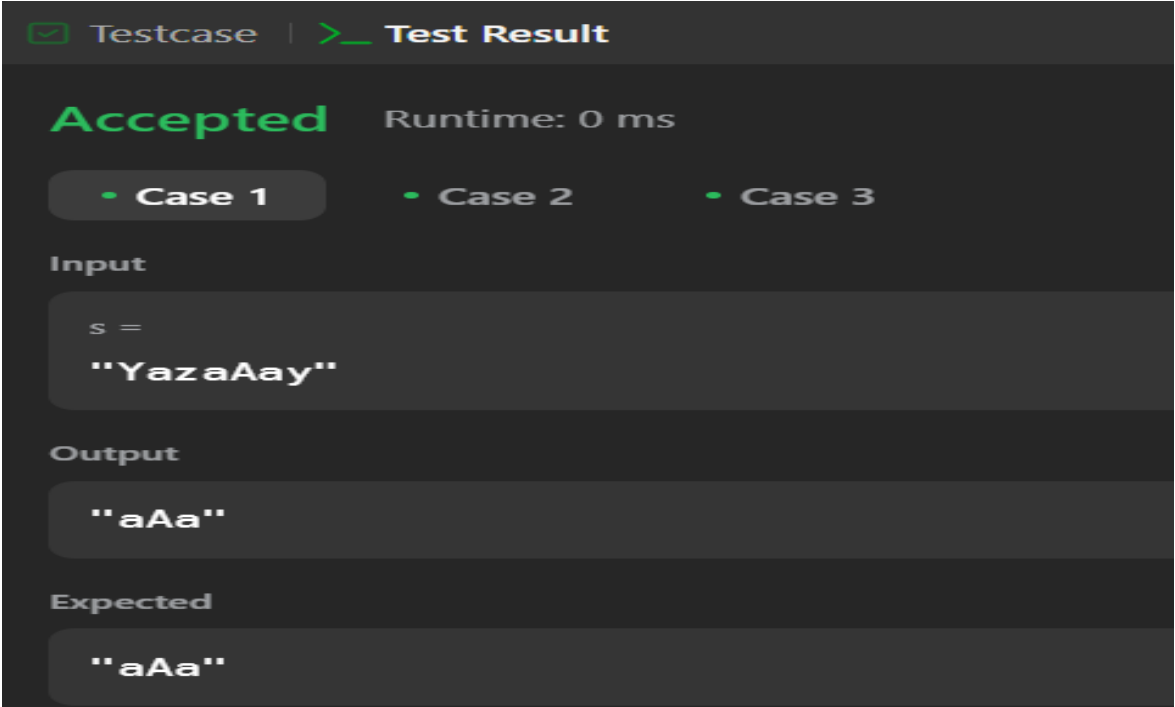 Testcase | >_ Test Result
Accepted Runtime: 0 ms
• Case 1 • Case 2 • Case 3
Input
s =
"YazaAay"
Output
"aAa"
Expected
"aAa"